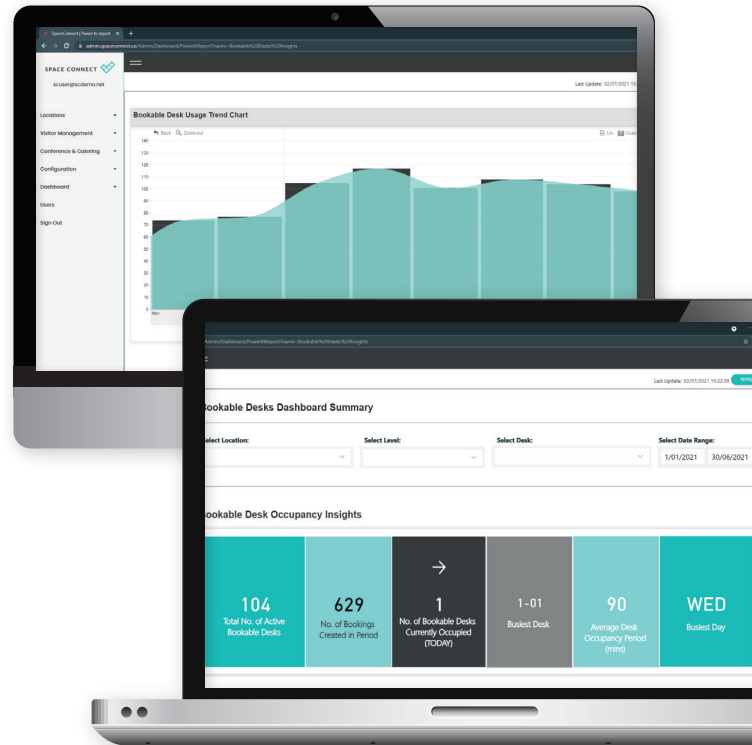 SpaceConnect | Power bi report
adminspaceconnect.co/Admin/Dashboard/PowerBiReport?name=Bookable%20Desks%20Insights
SPACE CONNECT
scuser@scdemo.net
Last Update: 02/07/2021 15
Locations
Visitor Management
Conference & Catering
Configuration
Dashboard
Users
Sign Out
Bookable Desk Usage Trend Chart
Back Zoom out
Lin
140
130
120
110
100
90
80
70
60
50
40
30
20
10
0
Nov
Admin/Dashboard/PowerBiReport?name=Bookable%20Desks%20Insights
Last Update: 02/07/2021 15:22:39
Bookable Desks Dashboard Summary
Select Location: Select Level: Select Desk: Select Date Range:
1/01/2021 30/06/2021
Bookable Desk Occupancy Insights
104
Total No. of Active
Bookable Desks
629
No. of Bookings
Created in Period
1
No. of Bookable Desks
Currently Occupied
(TODAY)
1-01
Busiest Desk
90
Average Desk
Occupancy Period
(mins)
WED
Busiest Day